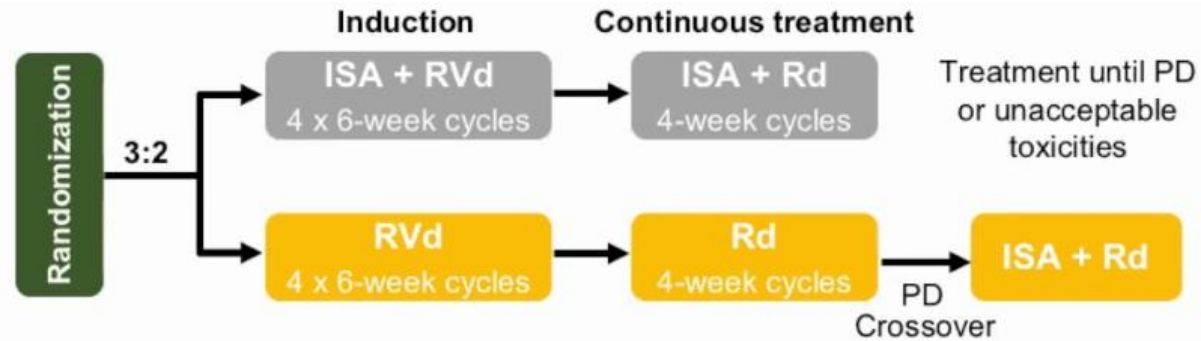 Induction
Continuous treatment
Randomization
3:2
ISA + RVd
4 x 6-week cycles
ISA + Rd
4-week cycles
Treatment until PD
or unacceptable
toxicities
RVd
4 x 6-week cycles
Rd
4-week cycles
PD
Crossover
ISA + Rd